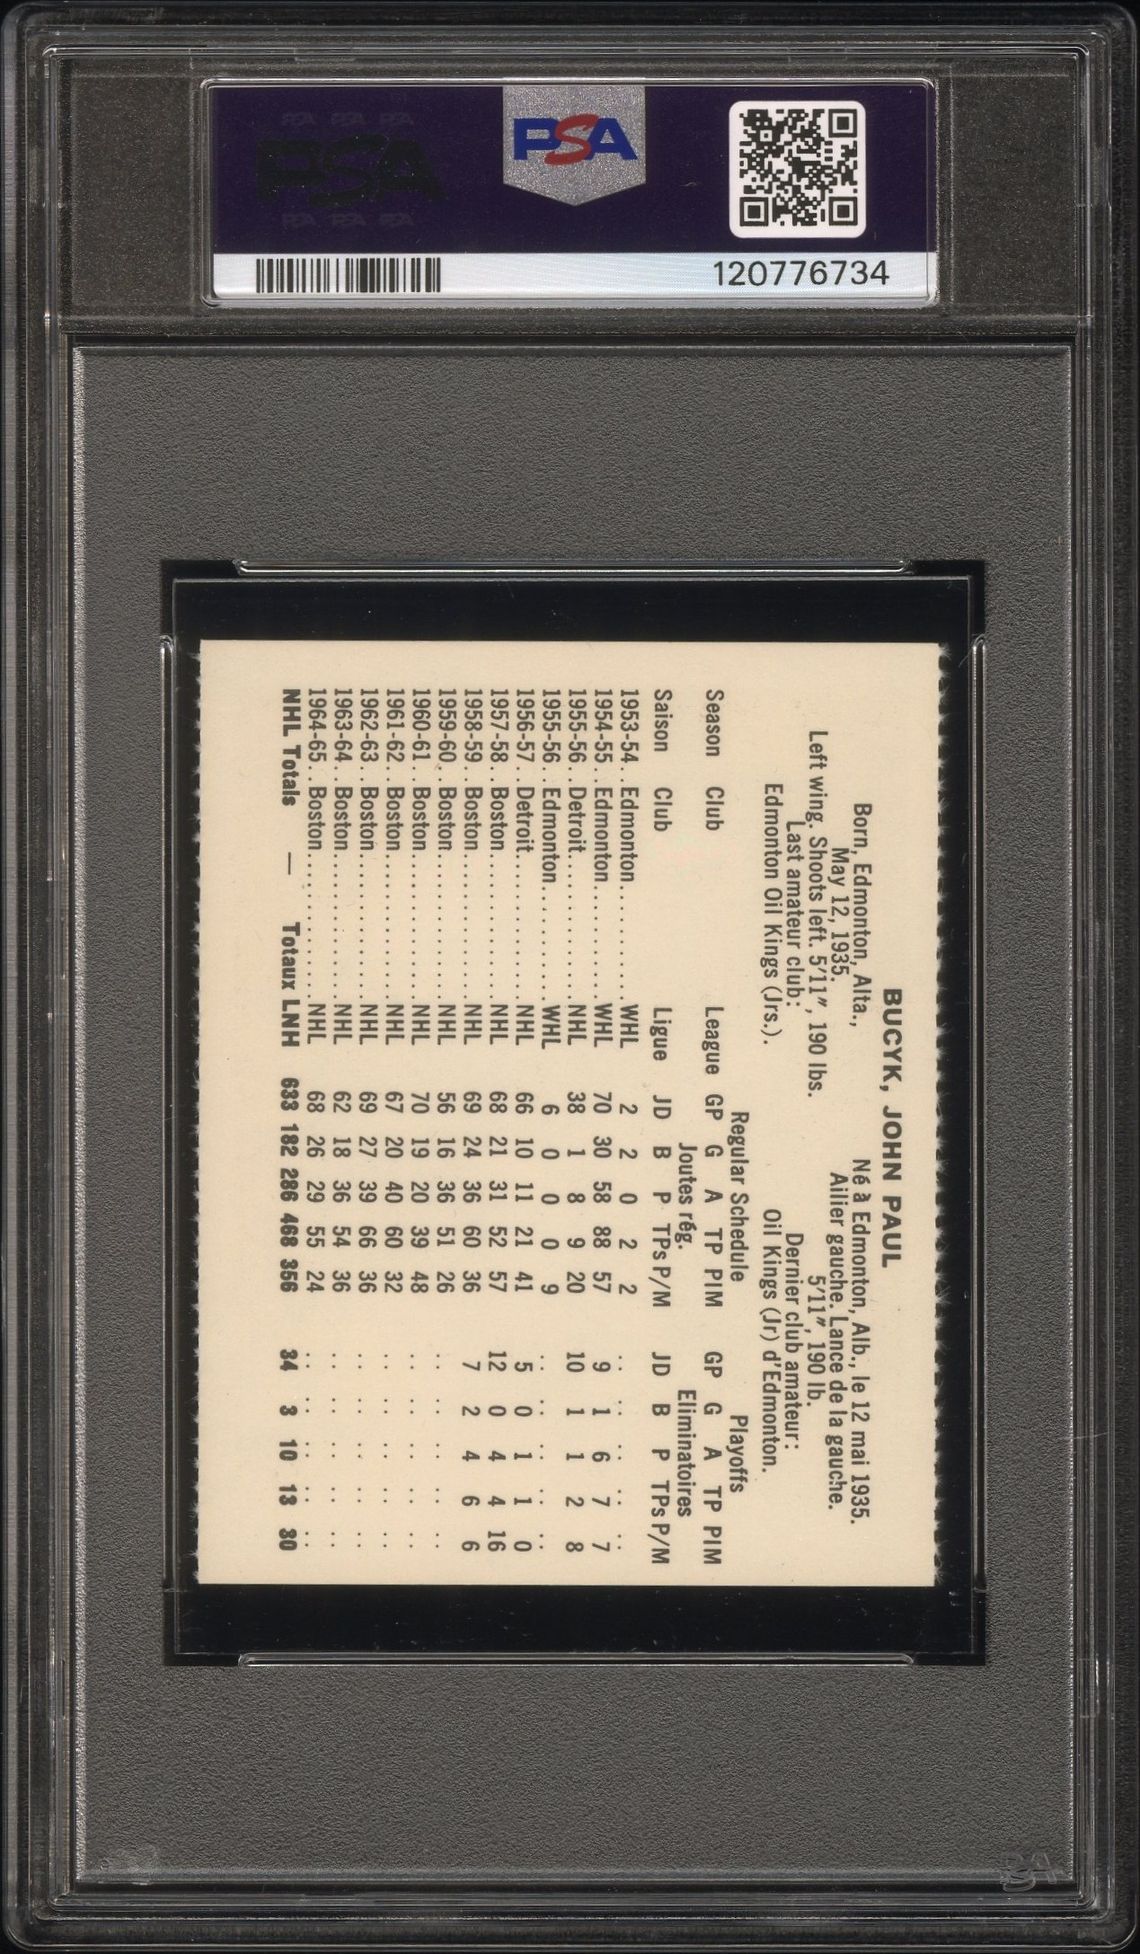 PSA
PSA
120776734
BUCYK, JOHN PAUL
Born, Edmonton, Alta.,
May 12, 1935.
Left wing. Shoots left. 5'11", 190 lbs.
Last amateur club:
Edmonton Oil Kings (Jrs.).
Né à Edmonton, Alb., le 12 mai 1935.
Ailier gauche. Lance de la gauche.
5'11", 190 lb.
Dernier club amateur:
Oil Kings (Jr) d'Edmonton.
Regular Schedule Playoffs
Season Club League GP G A TP PIM GP G A TP PIM
Joutes rég. Eliminatoires
Saison Club Ligue JD B P TPs P/M JD B P TPs P/M
1953-54..Edmonton..........WHL 2 2 0 2 2 .. .. .. .. ..
1954-55..Edmonton..........WHL 70 30 58 88 57 9 1 6 7 7
1955-56..Detroit............NHL 38 1 8 9 20 10 1 1 2 8
1955-56..Edmonton..........WHL 6 0 0 0 9 .. .. .. .. ..
1956-57..Detroit............NHL 66 10 11 21 41 5 0 1 1 0
1957-58..Boston............NHL 68 21 31 52 57 12 0 4 4 16
1958-59..Boston............NHL 69 24 36 60 36 7 2 4 6 6
1959-60..Boston............NHL 56 16 36 51 26 .. .. .. .. ..
1960-61..Boston............NHL 70 19 20 39 48 .. .. .. .. ..
1961-62..Boston............NHL 67 20 40 60 32 .. .. .. .. ..
1962-63..Boston............NHL 69 27 39 66 36 .. .. .. .. ..
1963-64..Boston............NHL 62 18 36 54 36 .. .. .. .. ..
1964-65..Boston............NHL 68 26 29 55 24 .. .. .. .. ..
NHL Totals — Totaux LNH 633 182 286 468 356 34 3 10 13 30
PSA